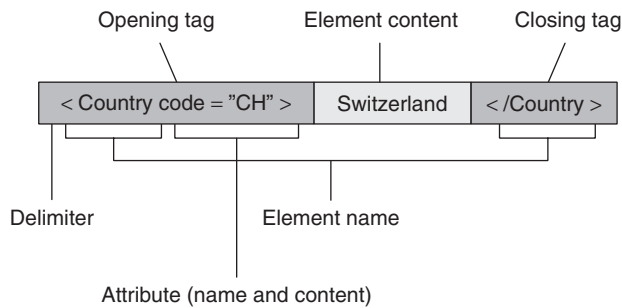 Opening tag Element content Closing tag
< Country code = ”CH” > Switzerland < /Country >
Delimiter Element name
Attribute (name and content)